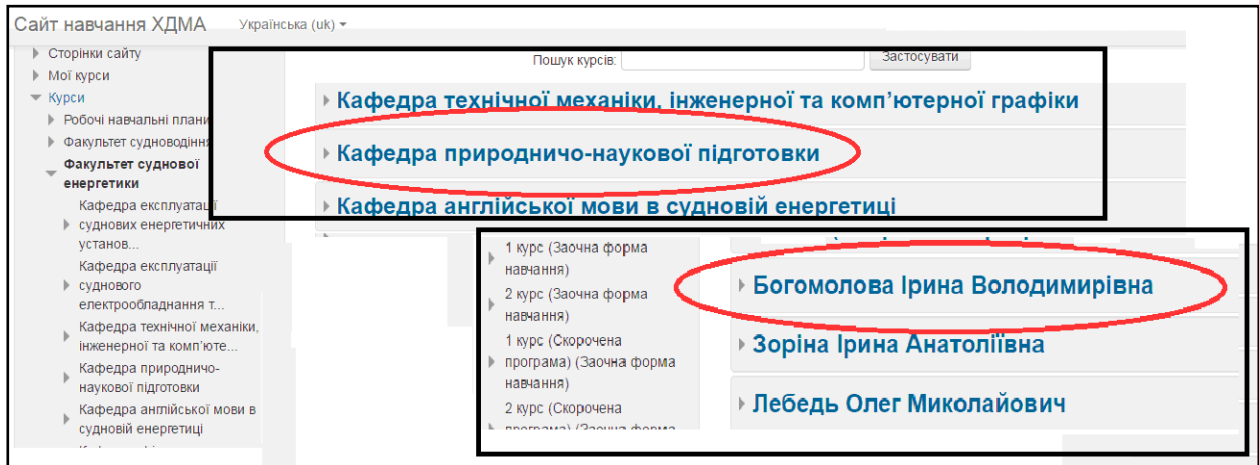 Сайт навчання ХДМА
Українська (uk)
Сторінки сайту
Мої курси
Курси
Робочі навчальні плани
Факультет судноводіння
Факультет суднової
енергетики
Кафедра експлуатації
суднових енергетичних
установ...
Кафедра експлуатації
суднового
електрообладнання т...
Кафедра технічної механіки,
інженерної та комп'юте...
Кафедра природничо-
наукової підготовки
Кафедра англійської мови в
судновій енергетиці
Пошук курсів:
Застосувати
Кафедра технічної механіки, інженерної та комп'ютерної графіки
Кафедра природничо-наукової підготовки
Кафедра англійської мови в судновій енергетиці
1 курс (Заочна форма
навчання)
2 курс (Заочна форма
навчання)
1 курс (Скорочена
програма) (Заочна форма
навчання)
2 курс (Скорочена
програма) (Заочна форма
Богомолова Ірина Володимирівна
Зоріна Ірина Анатоліївна
Лебедь Олег Миколайович